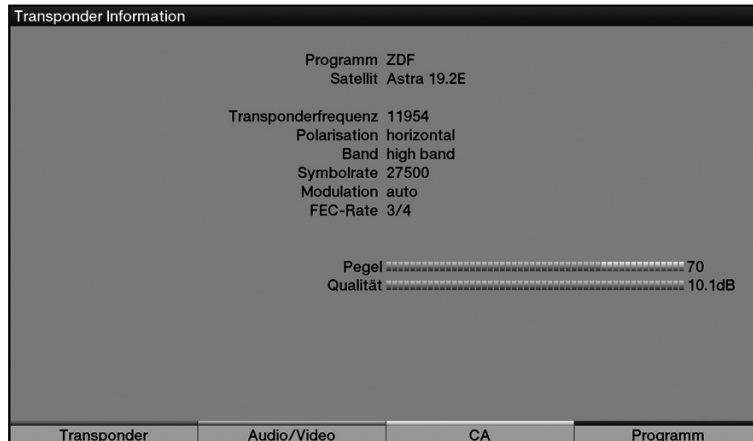 Transponder Information
Programm ZDF
Satellit Astra 19.2E
Transponderfrequenz 11954
Polarisation horizontal
Band high band
Symbolrate 27500
Modulation auto
FEC-Rate 3/4
Pegel 70
Qualität 10.1dB
Transponder Audio/Video CA Programm